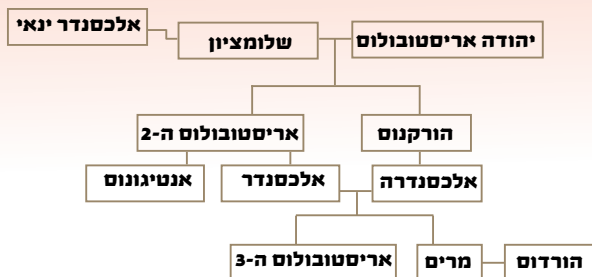 יהודה אריסטובולוס
שלומציון
אלכסנדר ינאי
הורקנוס
אריסטובולוס ה-2
אלכסנדרה
אלכסנדר
אנטיגונוס
הורדוס
מרים
אריסטובולוס ה-3